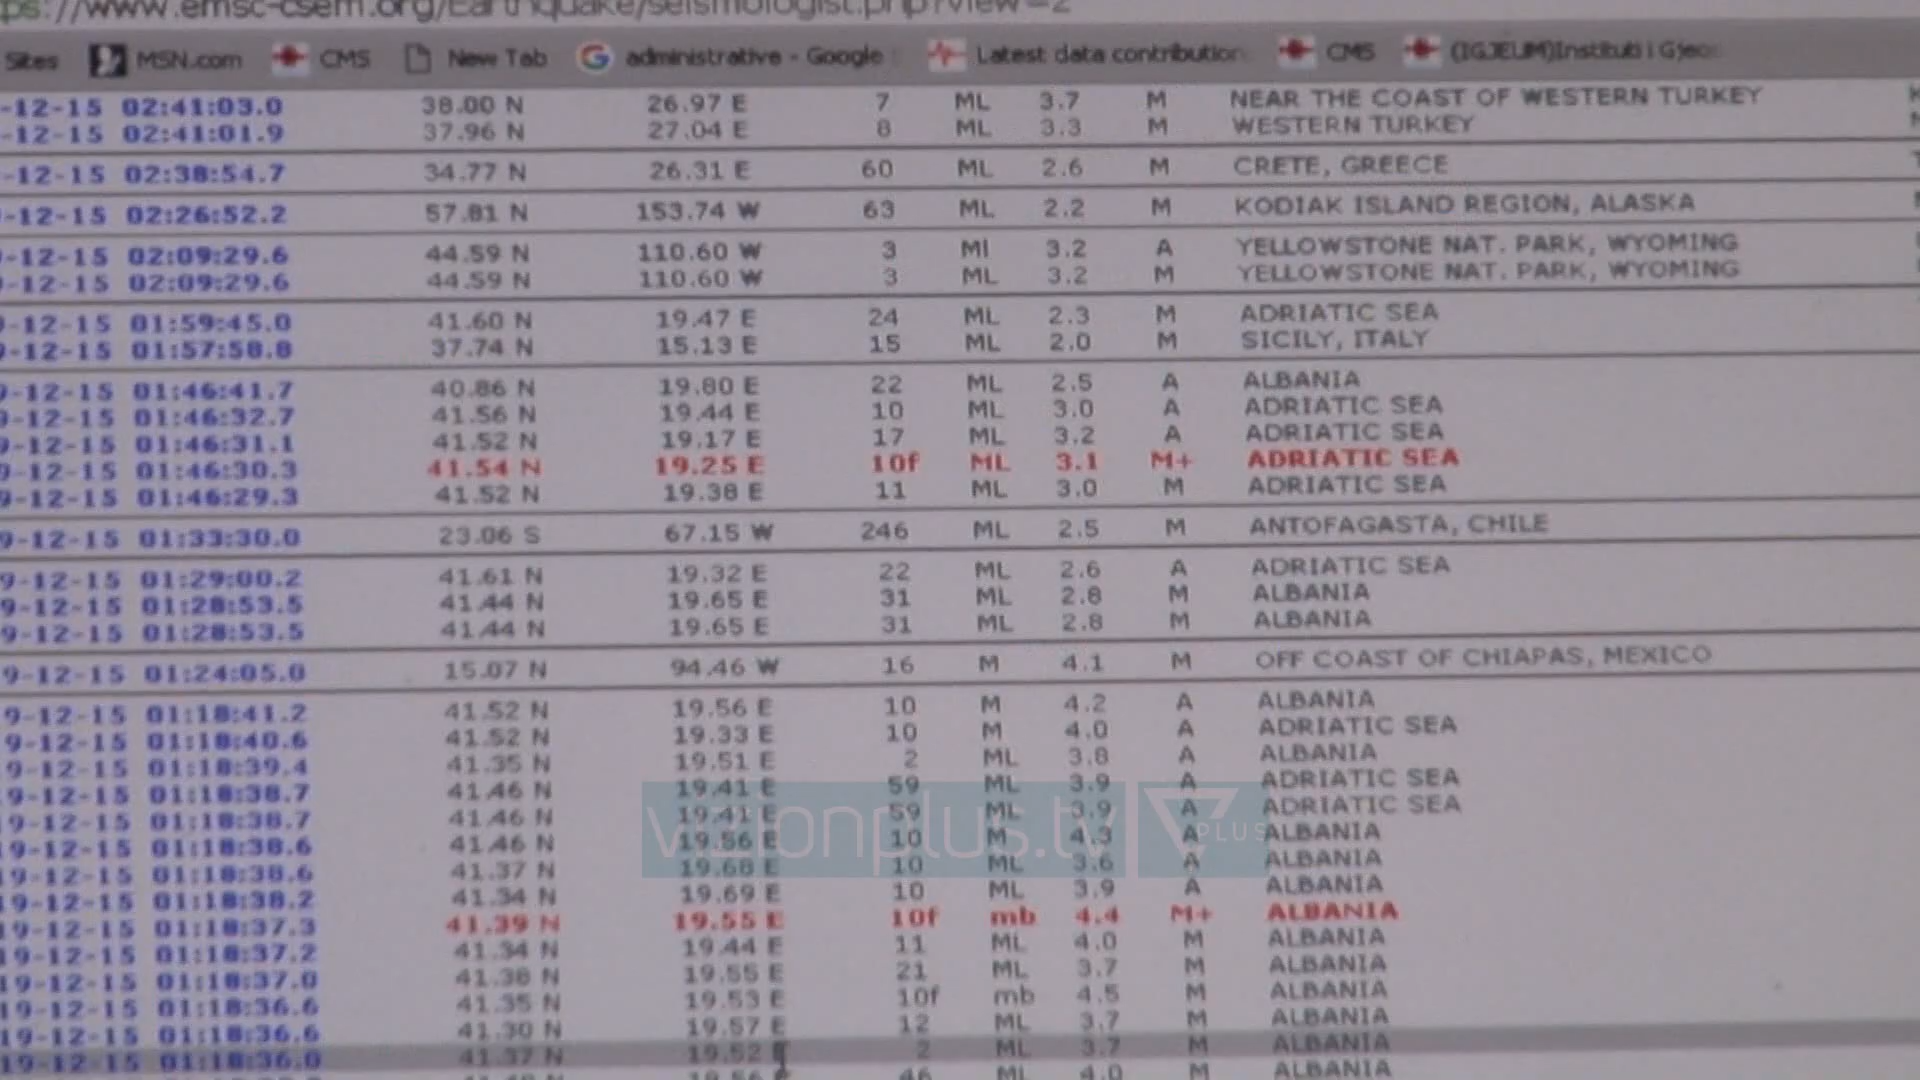 ps://www.emsc-csem.org/Earthquake/seismologist.php?view=2
Sites MSN.com CMS New Tab administrative - Google Latest data contribution CMS (IGJEUM)Instituti i Gjeo
-12-15 02:41:03.0 38.00 N 26.97 E 7 ML 3.7 M NEAR THE COAST OF WESTERN TURKEY
-12-15 02:41:01.9 37.96 N 27.04 E 8 ML 3.3 M WESTERN TURKEY
-12-15 02:38:54.7 34.77 N 26.31 E 60 ML 2.6 M CRETE, GREECE
-12-15 02:26:52.2 57.81 N 153.74 W 63 ML 2.2 M KODIAK ISLAND REGION, ALASKA
-12-15 02:09:29.6 44.59 N 110.60 W 3 Ml 3.2 A YELLOWSTONE NAT. PARK, WYOMING
-12-15 02:09:29.6 44.59 N 110.60 W 3 ML 3.2 M YELLOWSTONE NAT. PARK, WYOMING
9-12-15 01:59:45.0 41.60 N 19.47 E 24 ML 2.3 M ADRIATIC SEA
9-12-15 01:57:58.8 37.74 N 15.13 E 15 ML 2.0 M SICILY, ITALY
9-12-15 01:46:41.7 40.86 N 19.80 E 22 ML 2.5 A ALBANIA
9-12-15 01:46:32.7 41.56 N 19.44 E 10 ML 3.0 A ADRIATIC SEA
9-12-15 01:46:31.1 41.52 N 19.17 E 17 ML 3.2 A ADRIATIC SEA
9-12-15 01:46:30.3 41.54 N 19.25 E 10f ML 3.1 M+ ADRIATIC SEA
9-12-15 01:46:29.3 41.52 N 19.38 E 11 ML 3.0 M ADRIATIC SEA
9-12-15 01:33:30.0 23.06 S 67.15 W 246 ML 2.5 M ANTOFAGASTA, CHILE
9-12-15 01:29:00.2 41.61 N 19.32 E 22 ML 2.6 A ADRIATIC SEA
9-12-15 01:28:53.5 41.44 N 19.65 E 31 ML 2.8 M ALBANIA
9-12-15 01:28:53.5 41.44 N 19.65 E 31 ML 2.8 M ALBANIA
9-12-15 01:24:05.0 15.07 N 94.46 W 16 M 4.1 M OFF COAST OF CHIAPAS, MEXICO
9-12-15 01:18:41.2 41.52 N 19.56 E 10 M 4.2 A ALBANIA
9-12-15 01:18:40.6 41.52 N 19.33 E 10 M 4.0 A ADRIATIC SEA
9-12-15 01:18:39.4 41.35 N 19.51 E 2 ML 3.8 A ALBANIA
9-12-15 01:18:38.7 41.46 N 19.41 E 59 ML 3.9 A ADRIATIC SEA
19-12-15 01:18:38.7 41.46 N 19.41 E 59 ML 3.9 A ADRIATIC SEA
19-12-15 01:18:38.6 41.46 N 19.56 E 10 M 4.3 A ALBANIA
19-12-15 01:18:38.6 41.37 N 19.68 E 10 ML 3.6 A ALBANIA
19-12-15 01:18:38.2 41.34 N 19.69 E 10 ML 3.9 A ALBANIA
19-12-15 01:18:37.3 41.39 N 19.55 E 10f mb 4.4 M+ ALBANIA
19-12-15 01:18:37.2 41.34 N 19.44 E 11 ML 4.0 M ALBANIA
19-12-15 01:18:37.0 41.38 N 19.55 E 21 ML 3.7 M ALBANIA
19-12-15 01:18:36.6 41.35 N 19.53 E 10f mb 4.5 M ALBANIA
19-12-15 01:18:36.6 41.30 N 19.57 E 12 ML 3.7 M ALBANIA
19-12-15 01:18:36.0 41.37 N 19.52 E 2 ML 3.7 M ALBANIA
19.56 46 ML 4.0 M ALBANIA
vizionplus.tv PLUS